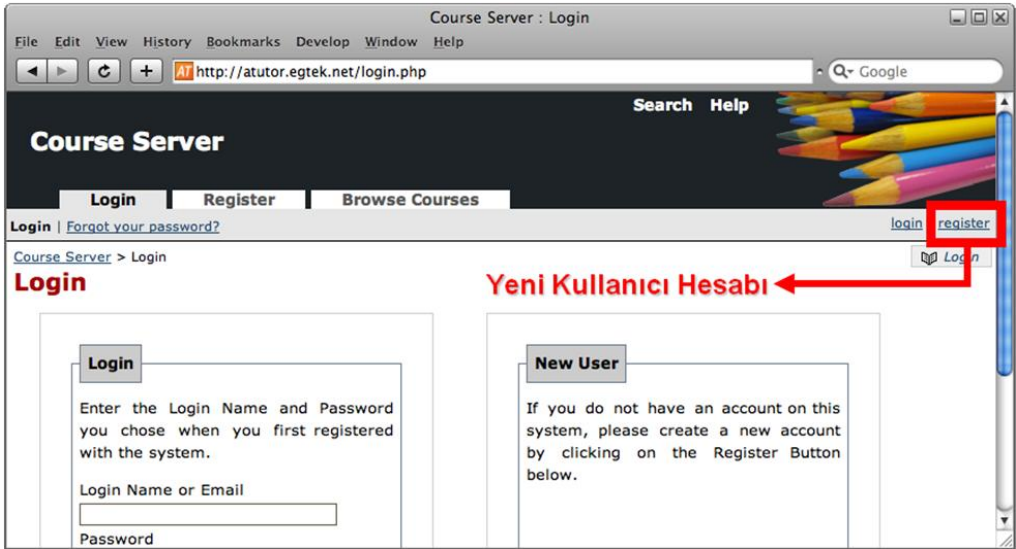 Course Server : Login
File Edit View History Bookmarks Develop Window Help
AT http://atutor.egtek.net/login.php
Q Google
Search Help
Course Server
Login Register Browse Courses
Login | Forgot your password?
login register
Course Server > Login
Login
Login
Yeni Kullanıcı Hesabı
Login
Enter the Login Name and Password
you chose when you first registered
with the system.
Login Name or Email
Password
New User
If you do not have an account on this
system, please create a new account
by clicking on the Register Button
below.